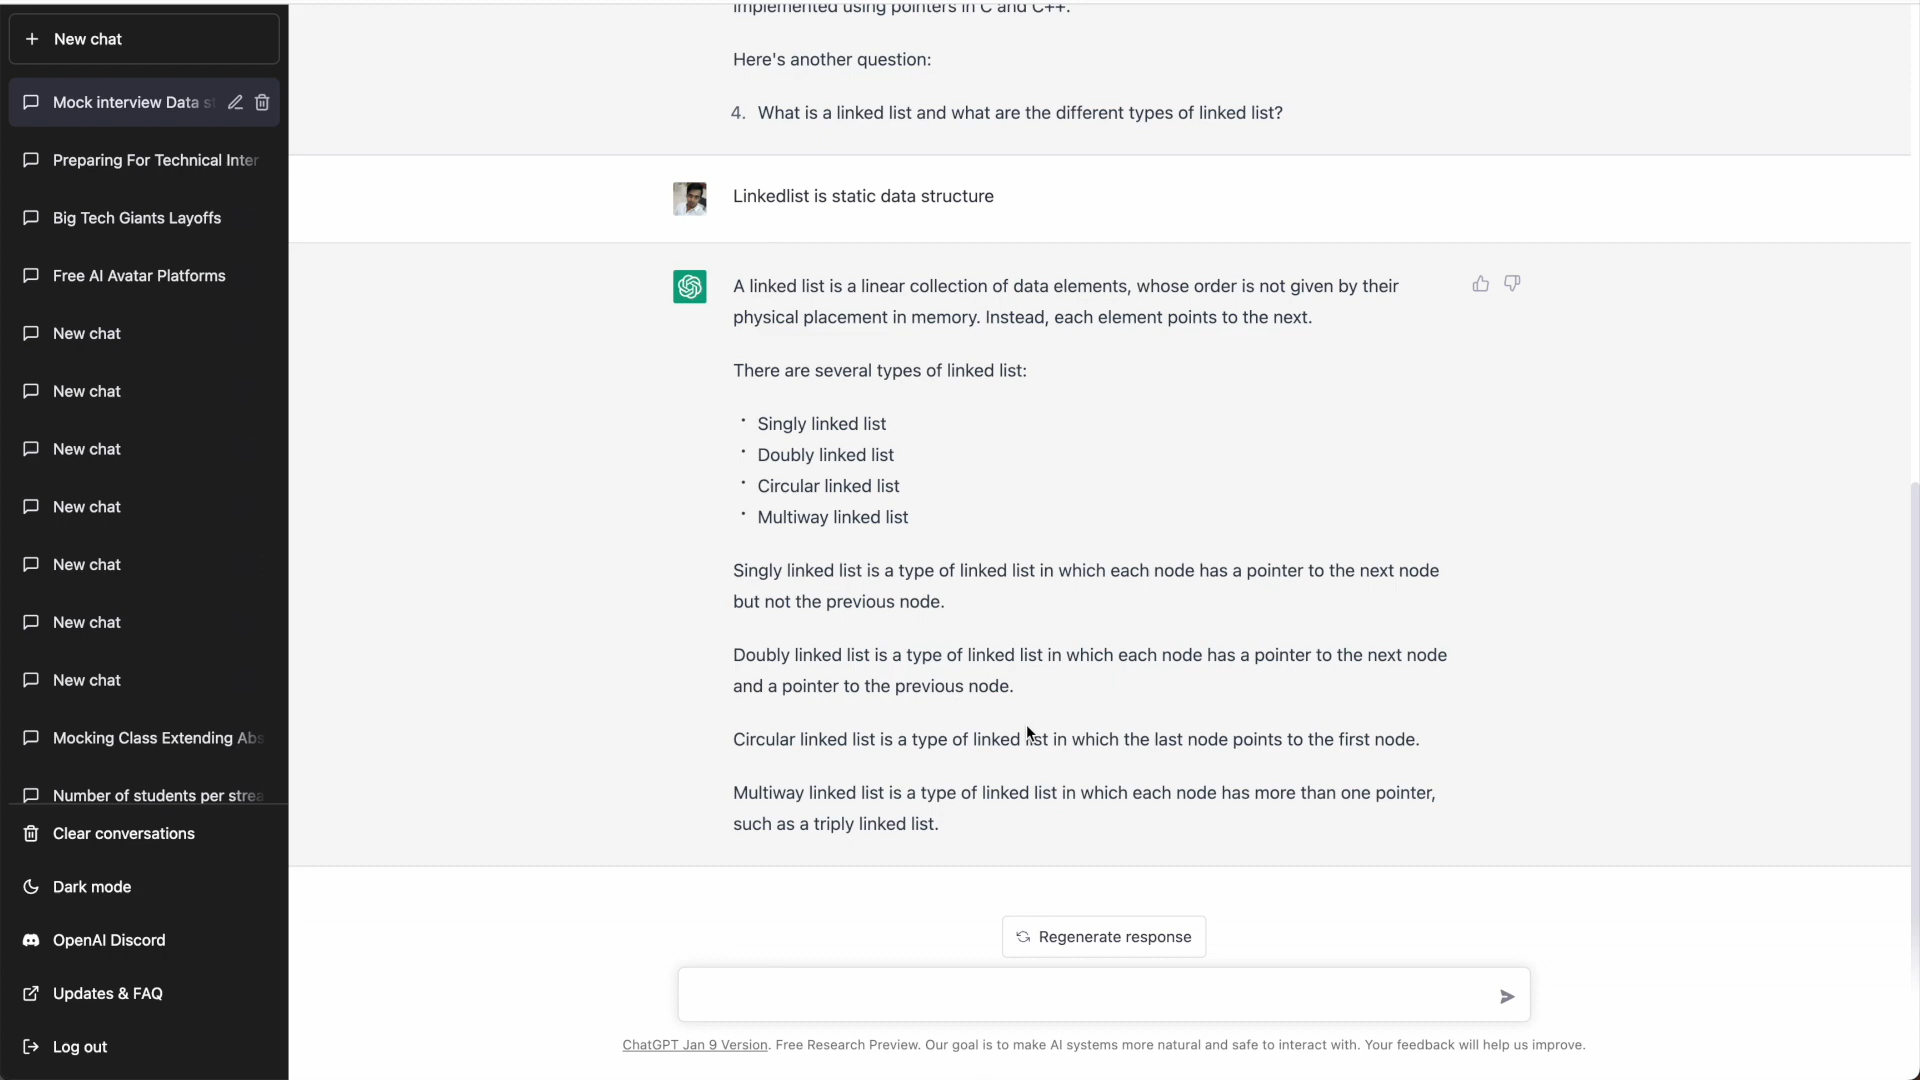 New chat
Mock interview Data st
Preparing For Technical Inter
Big Tech Giants Layoffs
Free AI Avatar Platforms
New chat
New chat
New chat
New chat
New chat
New chat
New chat
Mocking Class Extending Abs
Number of students per strea
Clear conversations
Dark mode
OpenAI Discord
Updates & FAQ
Log out
implemented using pointers in C and C++.
Here's another question:
4. What is a linked list and what are the different types of linked list?
Linkedlist is static data structure
A linked list is a linear collection of data elements, whose order is not given by their
physical placement in memory. Instead, each element points to the next.
There are several types of linked list:
• Singly linked list
• Doubly linked list
• Circular linked list
• Multiway linked list
Singly linked list is a type of linked list in which each node has a pointer to the next node
but not the previous node.
Doubly linked list is a type of linked list in which each node has a pointer to the next node
and a pointer to the previous node.
Circular linked list is a type of linked list in which the last node points to the first node.
Multiway linked list is a type of linked list in which each node has more than one pointer,
such as a triply linked list.
Regenerate response
ChatGPT Jan 9 Version. Free Research Preview. Our goal is to make AI systems more natural and safe to interact with. Your feedback will help us improve.